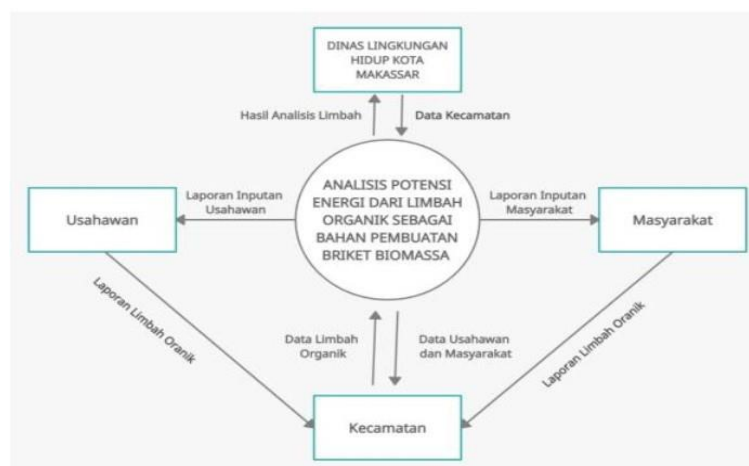 DINAS LINGKUNGAN
HIDUP KOTA
MAKASSAR
Hasil Analisis Limbah
Data Kecamatan
ANALISIS POTENSI
ENERGI DARI LIMBAH
ORGANIK SEBAGAI
BAHAN PEMBUATAN
BRIKET BIOMASSA
Laporan Inputan
Usahawan
Laporan Inputan
Masyarakat
Usahawan
Masyarakat
Laporan Limbah Oranik
Laporan Limbah Oranik
Data Limbah
Organik
Data Usahawan
dan Masyarakat
Kecamatan